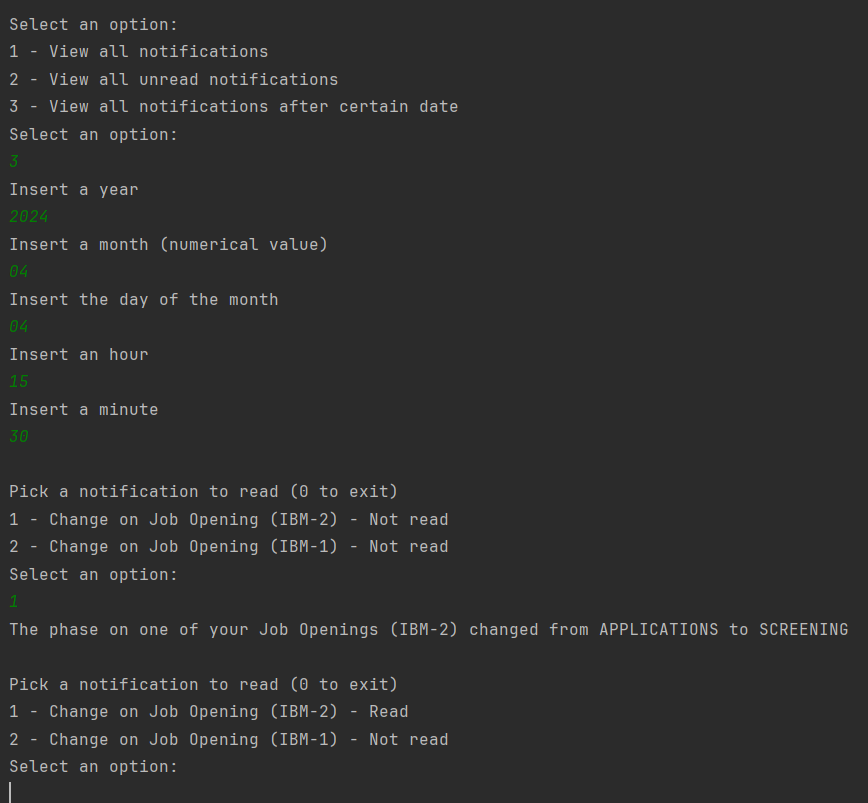 Select an option:
1 - View all notifications
2 - View all unread notifications
3 - View all notifications after certain date
Select an option:
3
Insert a year
2024
Insert a month (numerical value)
04
Insert the day of the month
04
Insert an hour
15
Insert a minute
30
Pick a notification to read (0 to exit)
1 - Change on Job Opening (IBM-2) - Not read
2 - Change on Job Opening (IBM-1) - Not read
Select an option:
1
The phase on one of your Job Openings (IBM-2) changed from APPLICATIONS to SCREENING
Pick a notification to read (0 to exit)
1 - Change on Job Opening (IBM-2) - Read
2 - Change on Job Opening (IBM-1) - Not read
Select an option: